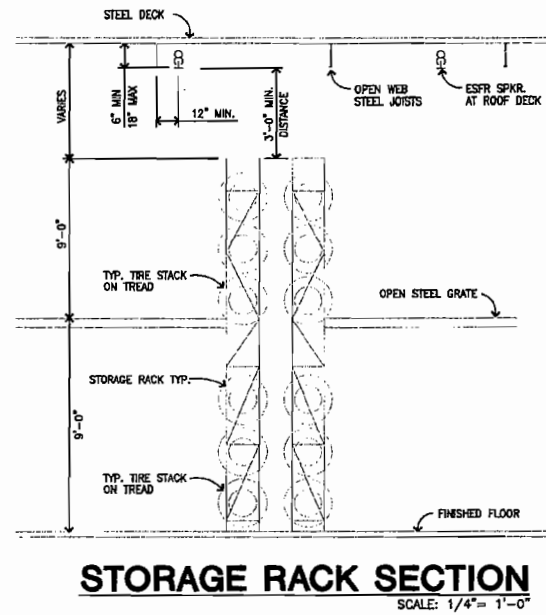 STEEL DECK
VARIES
6" MIN
18" MAX
12" MIN.
3'-0" MIN.
DISTANCE
OPEN WEB
STEEL JOISTS
ESFR SPKR.
AT ROOF DECK
9'-0"
TYP. TIRE STACK
ON TREAD
OPEN STEEL GRATE
STORAGE RACK TYP.
9'-0"
TYP. TIRE STACK
ON TREAD
FINISHED FLOOR
STORAGE RACK SECTION
SCALE: 1/4"= 1'-0"